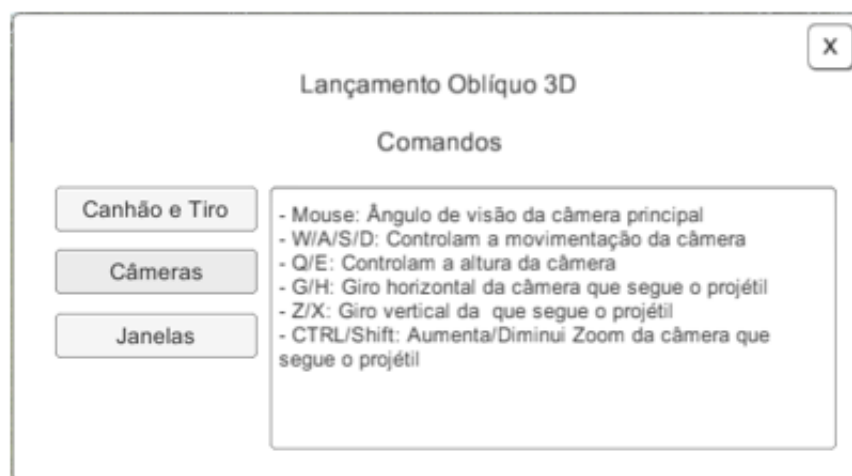 X
Lançamento Oblíquo 3D
Comandos
Canhão e Tiro
Câmeras
Janelas
- Mouse: Ângulo de visão da câmera principal
- W/A/S/D: Controlam a movimentação da câmera
- Q/E: Controlam a altura da câmera
- G/H: Giro horizontal da câmera que segue o projétil
- Z/X: Giro vertical da  que segue o projétil
- CTRL/Shift: Aumenta/Diminui Zoom da câmera que
segue o projétil